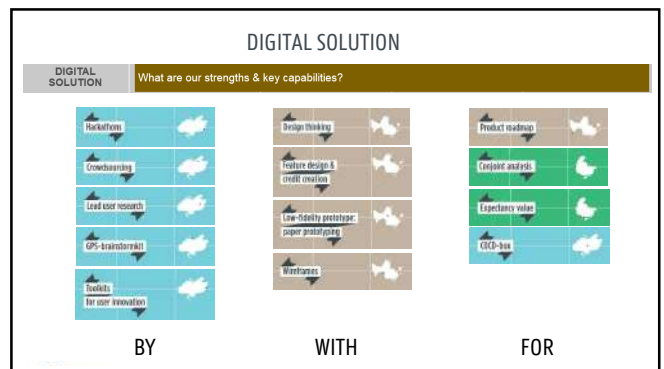 DIGITAL SOLUTION
DIGITAL
SOLUTION
What are our strengths & key capabilities?
Hackathons
Crowdsourcing
Lead user research
GPS-brainstormkit
Toolkits
for user innovation
BY
Design thinking
Feature design &
credit creation
Low-fidelity prototype:
paper prototyping
Wireframes
WITH
Product roadmap
Conjoint analysis
Expectancy value
COCD-box
FOR